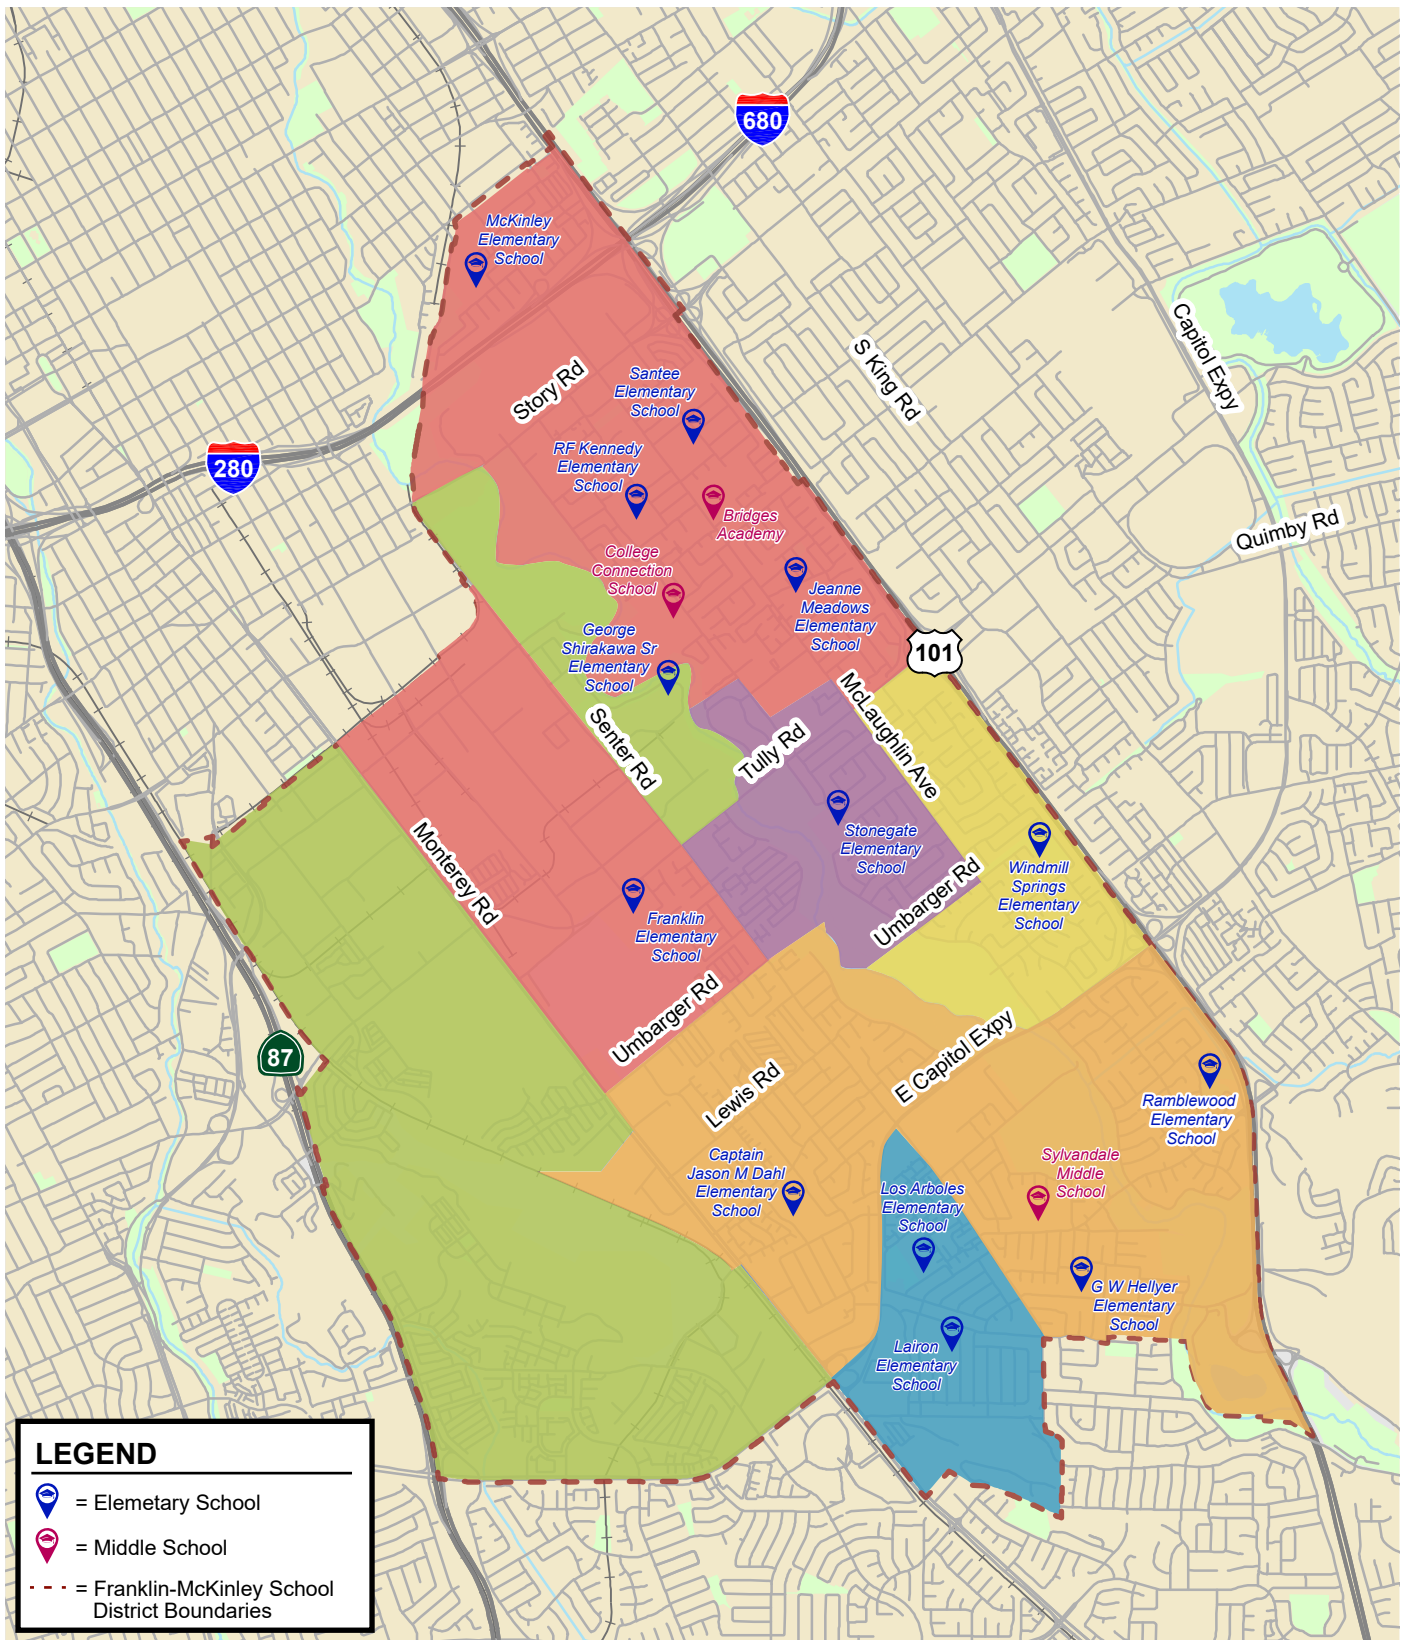 680
McKinley
Elementary
School
Capitol Expy
S King Rd
Story Rd
Santee
Elementary
School
280
RF Kennedy
Elementary
School
Bridges
Academy
Quimby Rd
College
Connection
School
Jeanne
Meadows
Elementary
School
George
Shirakawa Sr
Elementary
School
101
McLaughlin Ave
Senter Rd
Tully Rd
Stonegate
Elementary
School
Windmill
Springs
Elementary
School
Monterey Rd
Umbarger Rd
Franklin
Elementary
School
Umbarger Rd
E Capitol Expy
87
Lewis Rd
Ramblewood
Elementary
School
Captain
Jason M Dahl
Elementary
School
Sylvandale
Middle
School
Los Arboles
Elementary
School
G W Hellyer
Elementary
School
Lairon
Elementary
School
LEGEND
= Elemetary School
= Middle School
= Franklin-McKinley School
District Boundaries